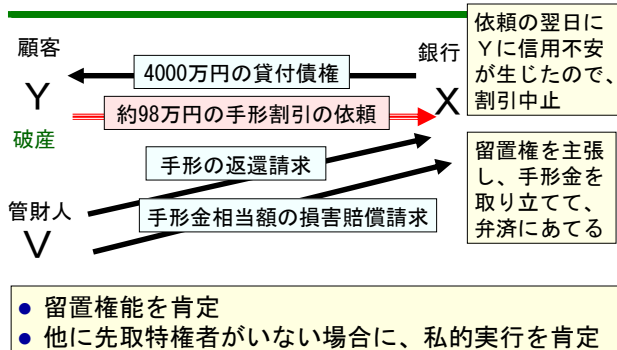 顧客
Y
破産
4000万円の貸付債権
約98万円の手形割引の依頼
銀行
X
依頼の翌日に
Yに信用不安
が生じたので、
割引中止
手形の返還請求
管財人
V
手形金相当額の損害賠償請求
留置権を主張
し、手形金を
取り立てて、
弁済にあてる
● 留置権能を肯定
● 他に先取特権者がいない場合に、私的実行を肯定